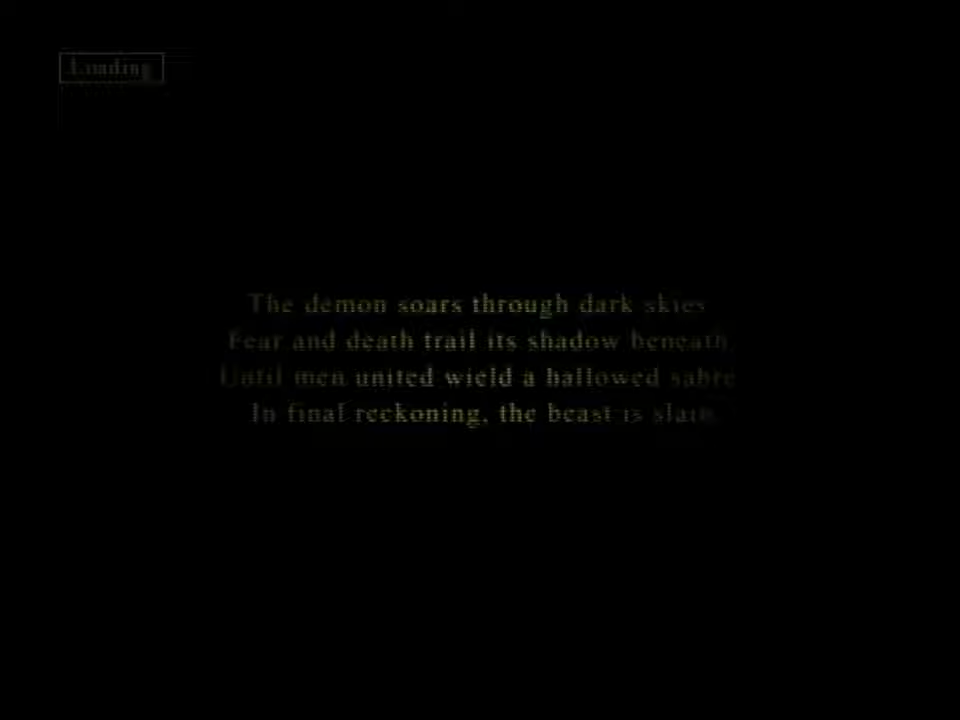 Loading
The demon soars through dark skies
Fear and death trail its shadow beneath
Until men united wield a hallowed sabre
In final reckoning, the beast is slain.